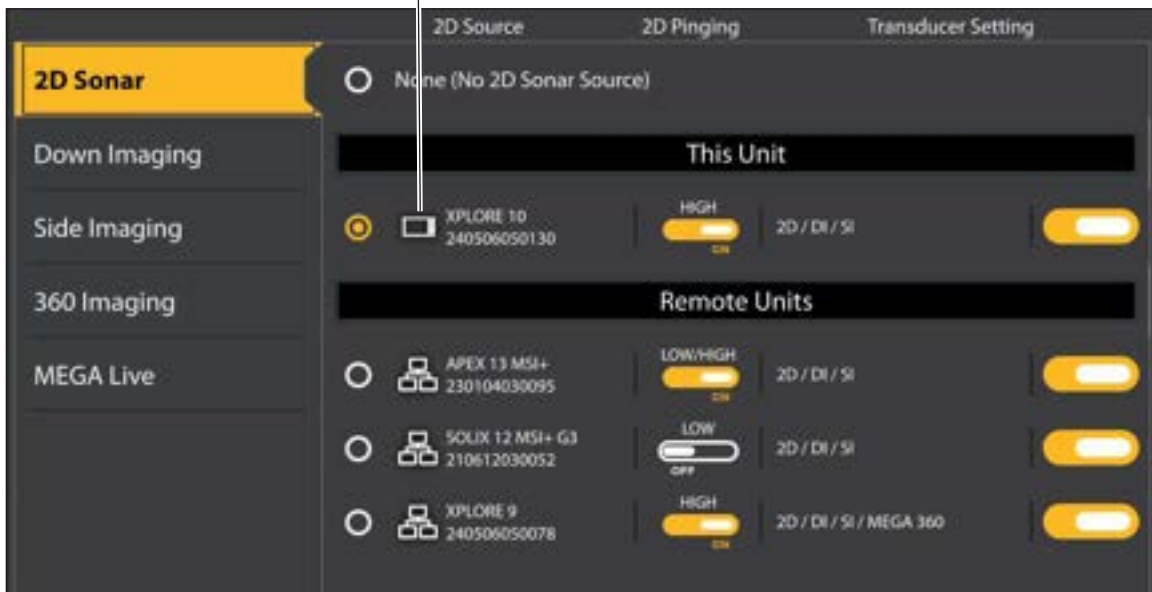 2D Source 2D Pinging Transducer Setting
2D Sonar
None (No 2D Sonar Source)
Down Imaging
This Unit
Side Imaging
XPLORE 10
240506050130
HIGH
ON
2D / DI / SI
360 Imaging
Remote Units
MEGA Live
APEX 13 MSI+
230104030095
LOW/HIGH
ON
2D / DI / SI
SOLIX 12 MSI+ G3
210612030052
LOW
OFF
2D / DI / SI
XPLORE 9
240506050078
HIGH
ON
2D / DI / SI / MEGA 360